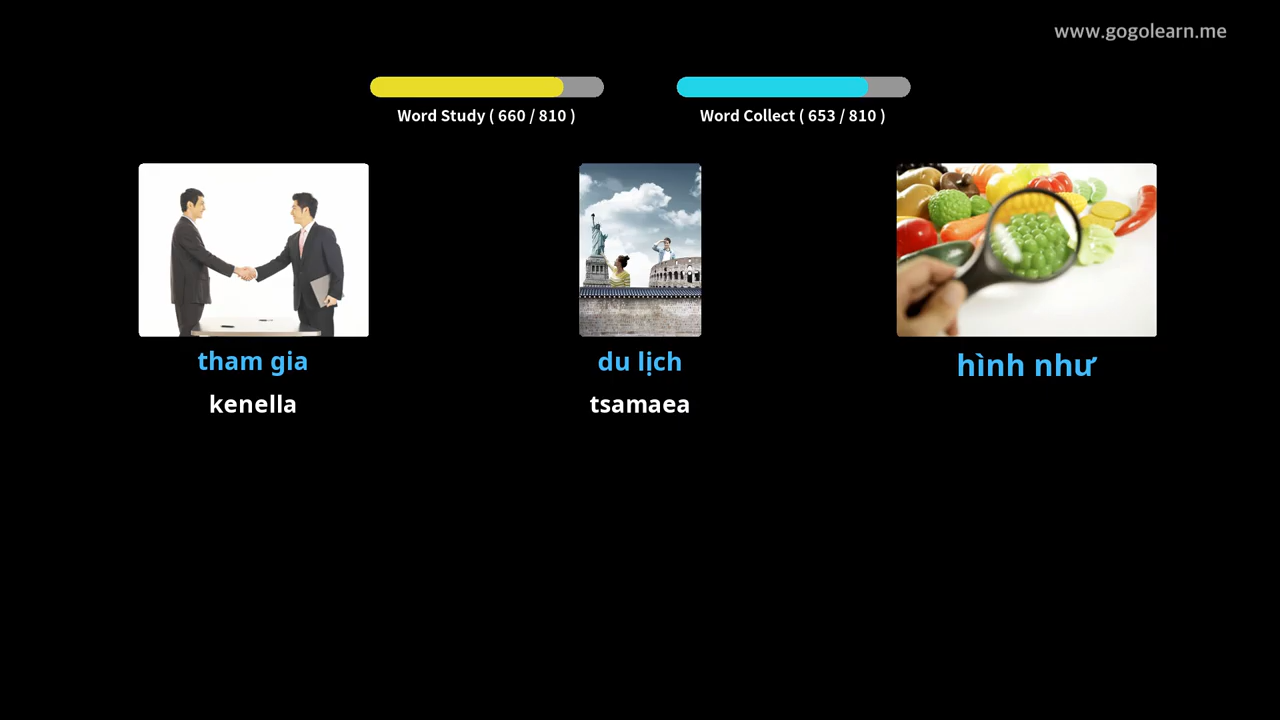 www.gogolearn.me
Word Study ( 660 / 810 )
Word Collect ( 653 / 810 )
tham gia
du lịch
hình như
kenella
tsamaea